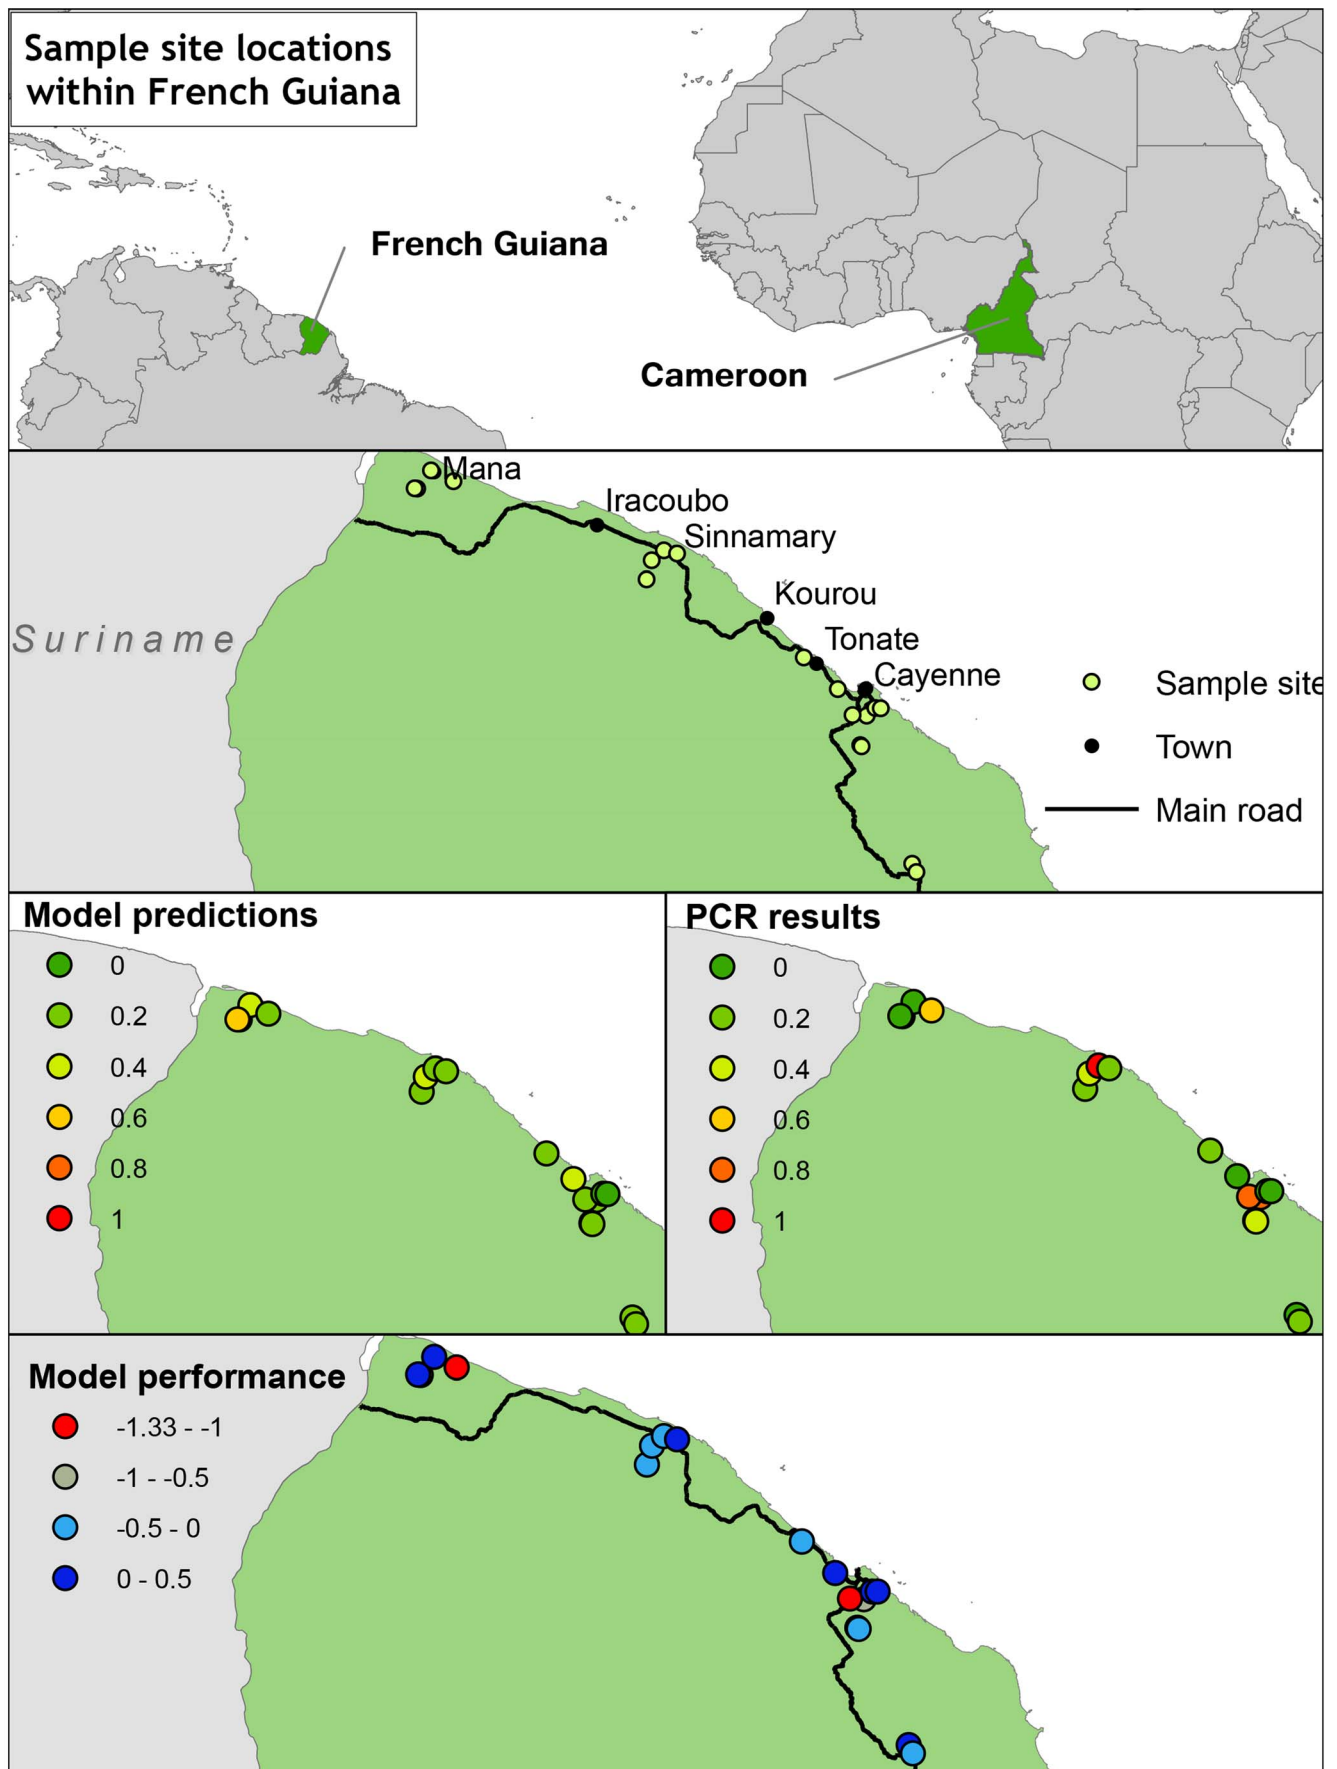 Sample site locations
within French Guiana
French Guiana
Cameroon
Mana
Iracoubo
Sinnamary
Kourou
Suriname
Tonate
Cayenne
Sample site
Town
Main road
Model predictions
0
0.2
0.4
0.6
0.8
1
PCR results
0
0.2
0.4
0.6
0.8
1
Model performance
-1.33 - -1
-1 - -0.5
-0.5 - 0
0 - 0.5